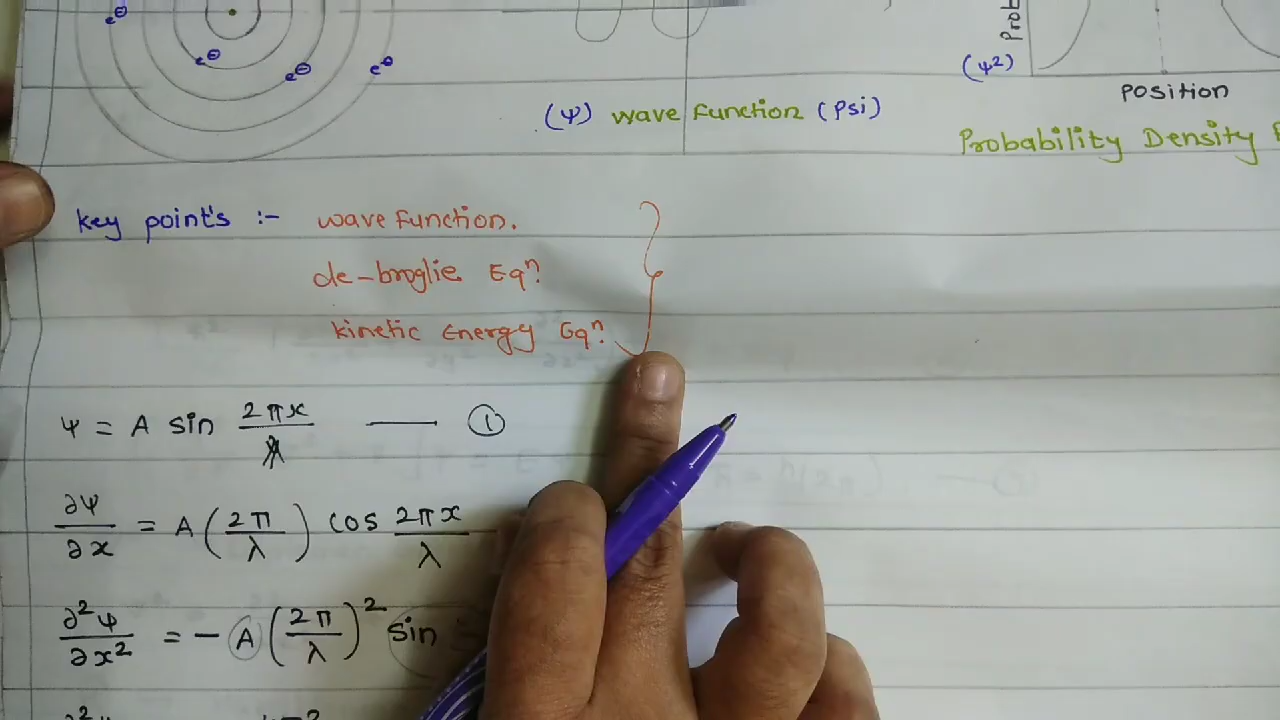 e⊖
e⊖ e⊖ e⊖
(Ψ²)
Position
(Ψ) wave function (Psi)
Probability Density
key point's :- wave function.
de-broglie Eqⁿ
kinetic Energy Eqⁿ
Ψ = A sin 2πx/λ —— ①
∂Ψ/∂x = A(2π/λ) cos 2πx/λ
∂²Ψ/∂x² = -A(2π/λ)² sin